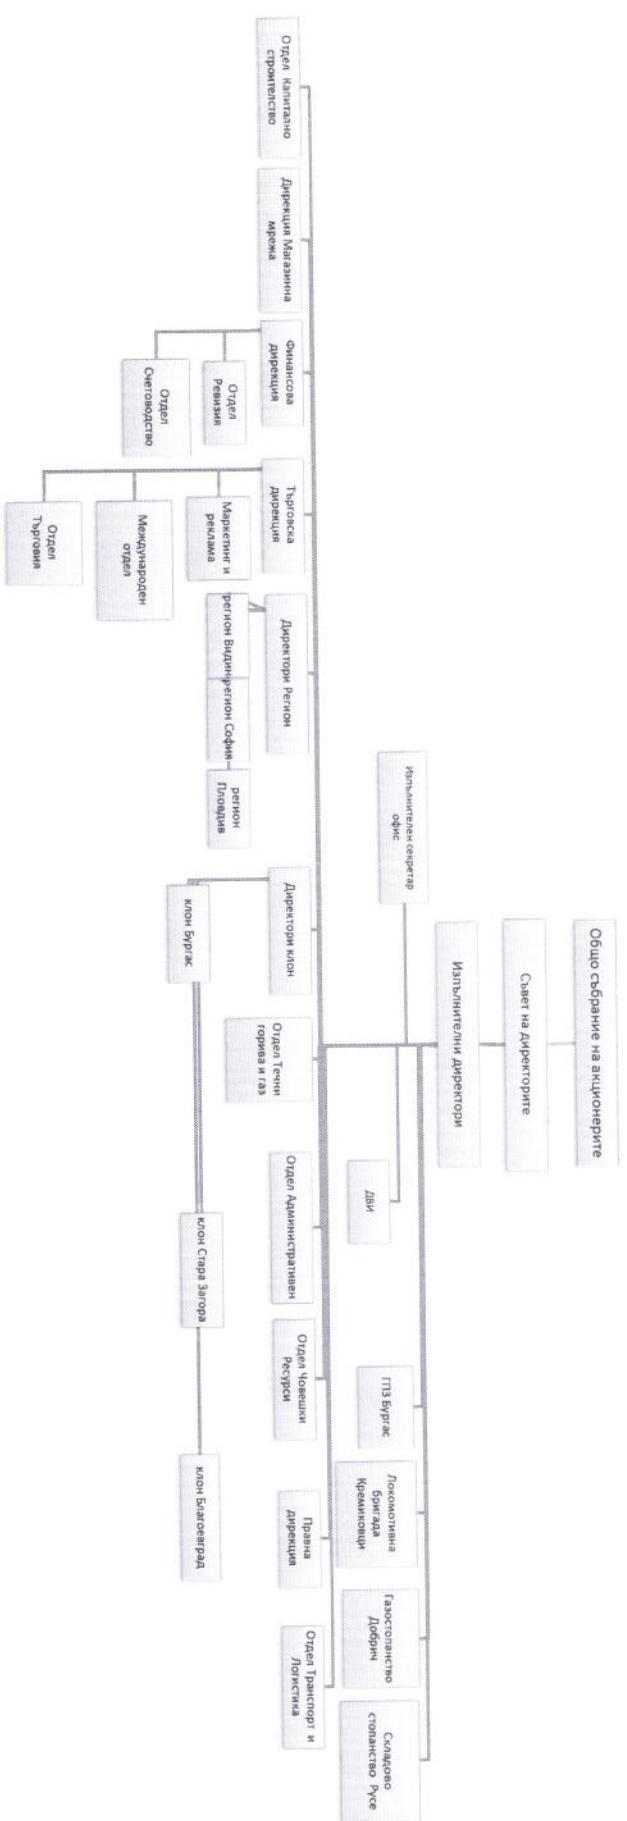 Общо събрание на акционерите
Съвет на директорите
Изпълнителни директори
Изпълнителен секретар
офис
ДВИ
ГПЗ Бургас
Локомотивна
бригада
Кремиковци
Газостопанство
Добрич
Складово
стопанство Русе
Отдел Капитално
строителство
Дирекция Магазинна
мрежа
Финансова
дирекция
Отдел
Ревизия
Отдел
Счетоводство
Търговска
дирекция
Маркетинг и
реклама
Международен
отдел
Отдел
Търговия
Директори Регион
регион Видин
регион София
регион
Пловдив
Директори клон
клон Бургас
клон Стара Загора
клон Благоевград
Отдел Течни
горива и газ
Отдел Административен
Отдел Човешки
Ресурси
Правна
дирекция
Отдел Транспорт и
Логистика